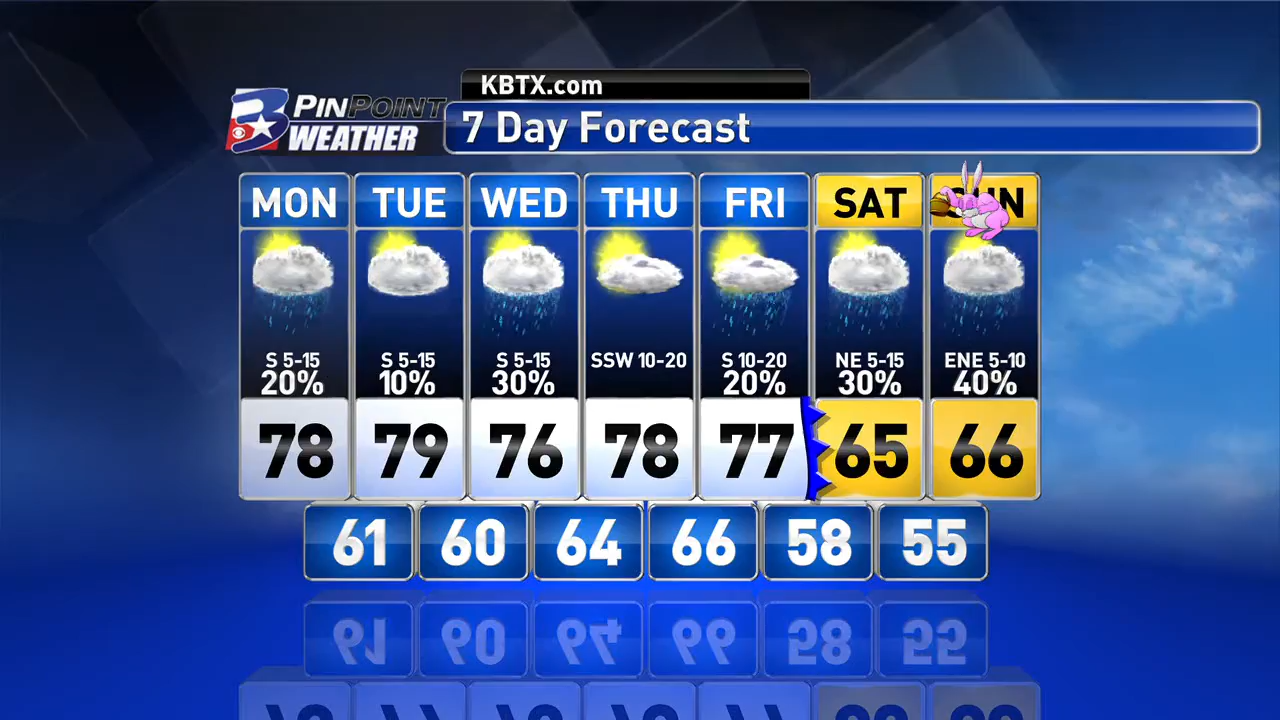 KBTX.com
3 PINPOINT
WEATHER
7 Day Forecast
MON TUE WED THU FRI SAT SUN
S 5-15 S 5-15 S 5-15 SSW 10-20 S 10-20 NE 5-15 ENE 5-10
20% 10% 30% 20% 30% 40%
78 79 76 78 77 65 66
61 60 64 66 58 55